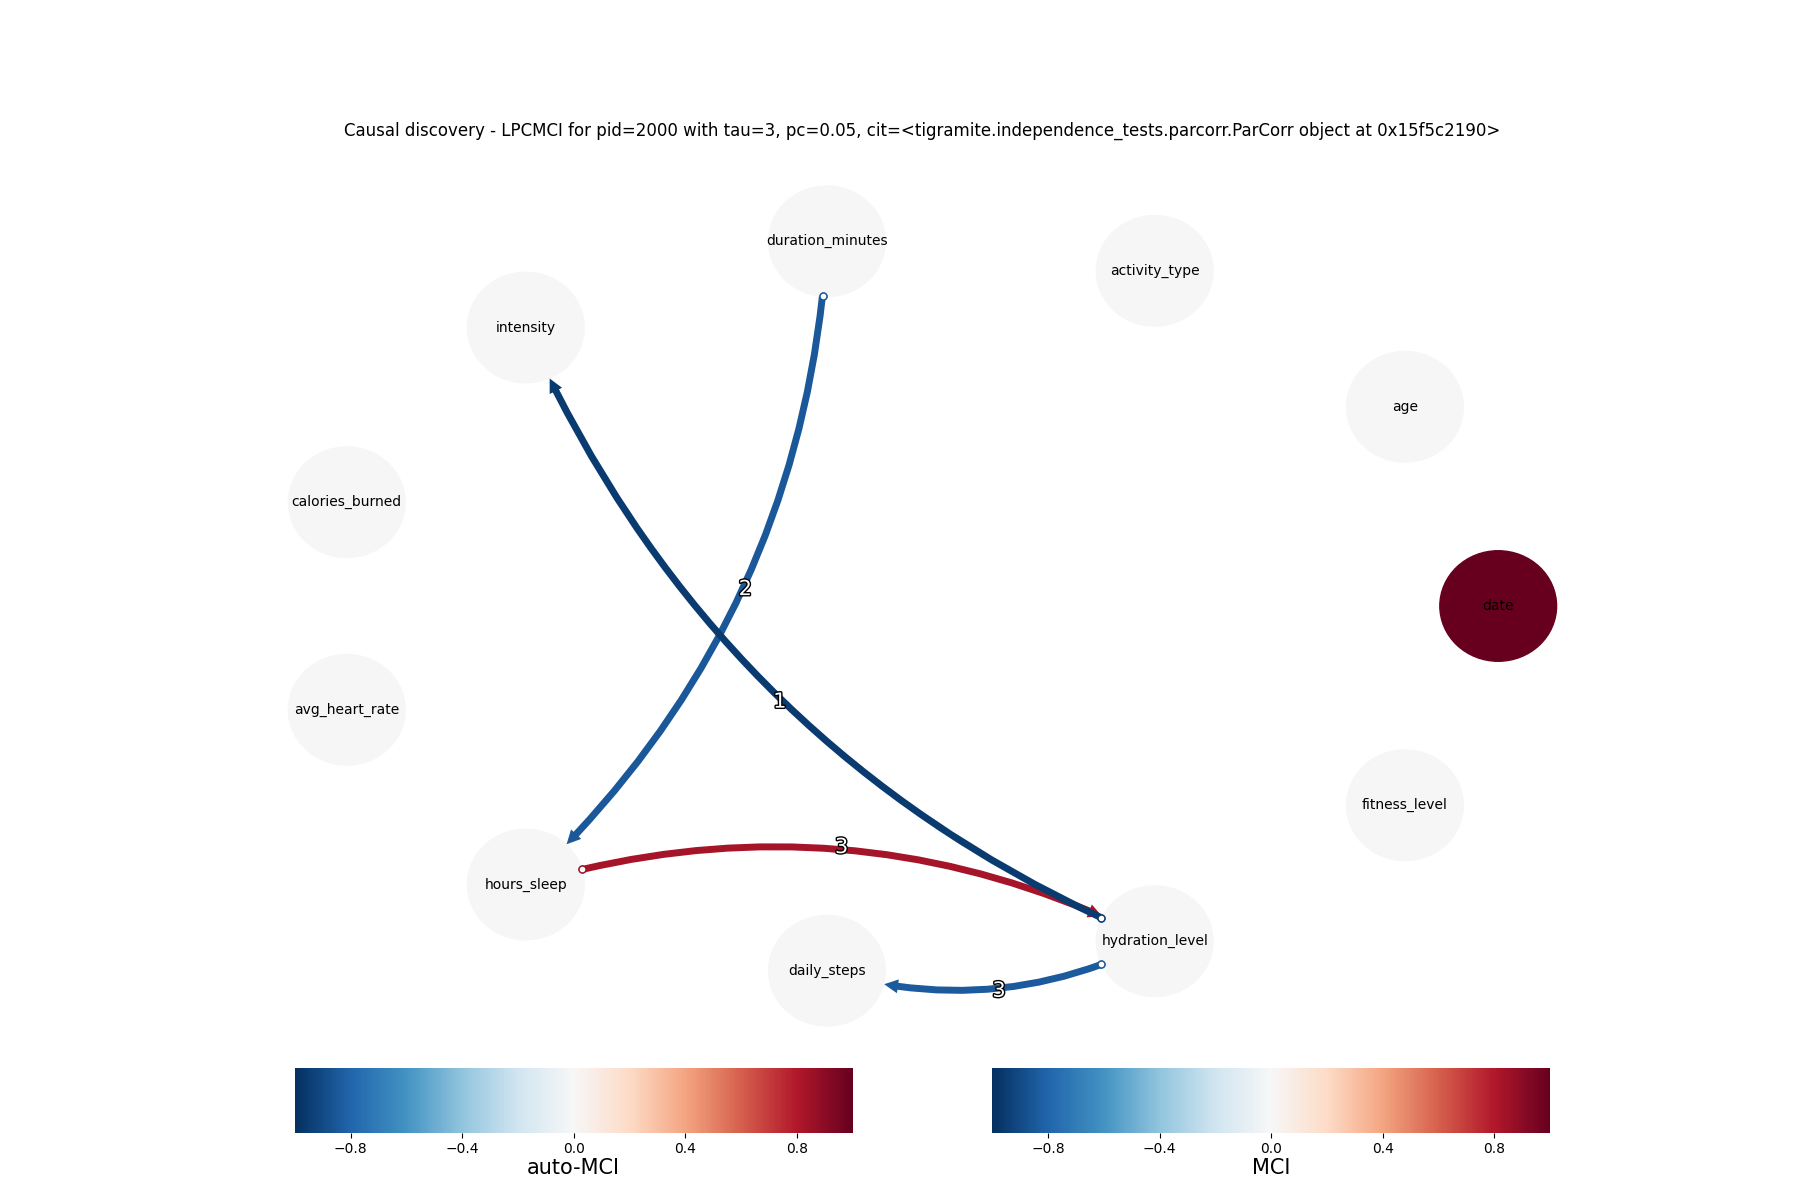 Causal discovery - LPCMCI for pid=2000 with tau=3, pc=0.05, cit=<tigramite.independence_tests.parcorr.ParCorr object at 0x15f5c2190>
duration_minutes
activity_type
intensity
age
calories_burned
2
date
1
avg_heart_rate
fitness_level
3
hours_sleep
hydration_level
daily_steps
3
−0.8 −0.4 0.0 0.4 0.8
auto-MCI
−0.8 −0.4 0.0 0.4 0.8
MCI